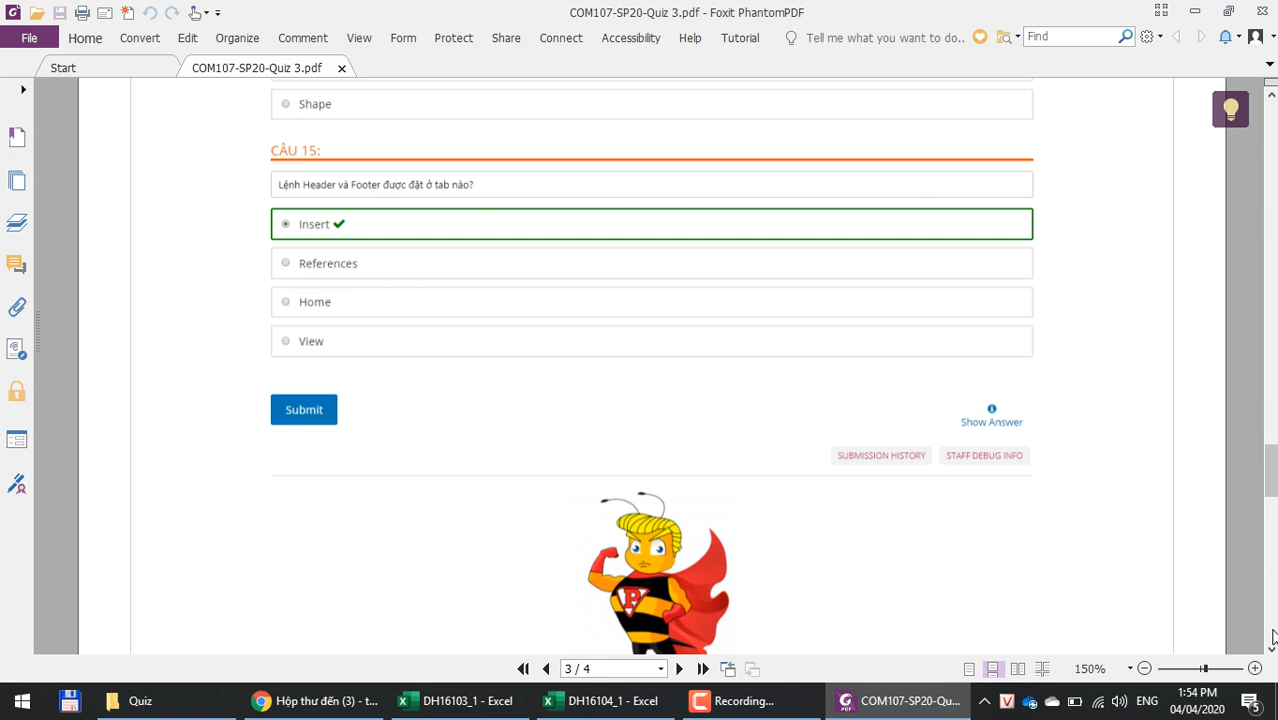 COM107-SP20-Quiz 3.pdf - Foxit PhantomPDF
File Home Convert Edit Organize Comment View Form Protect Share Connect Accessibility Help Tutorial Tell me what you want to do.. Find
Start COM107-SP20-Quiz 3.pdf
Shape
CÂU 15:
Lệnh Header và Footer được đặt ở tab nào?
Insert
References
Home
View
Submit
Show Answer
SUBMISSION HISTORY STAFF DEBUG INFO
P
3 / 4 150%
Quiz Hộp thư đến (3) - t... DH16103_1 - Excel DH16104_1 - Excel Recording... COM107-SP20-Qu... ENG 1:54 PM
04/04/2020 5